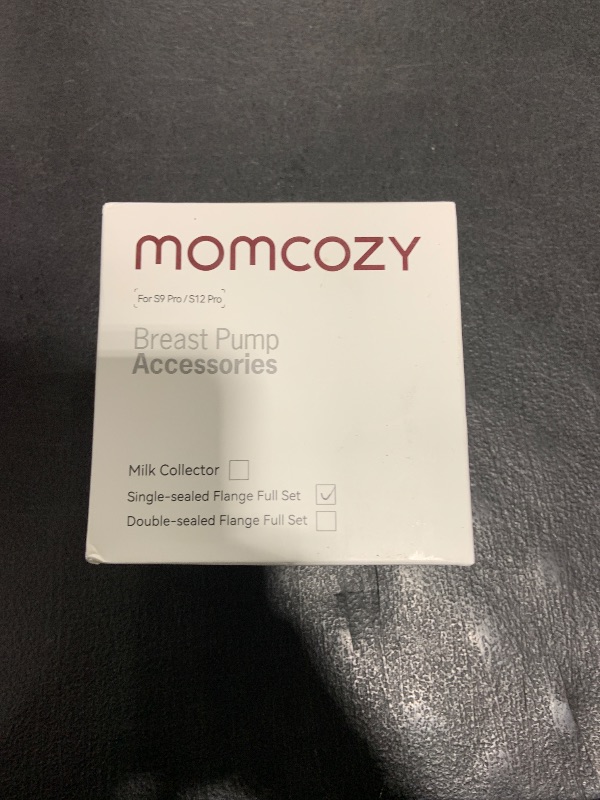 momcozy
For S9 Pro / S12 Pro
Breast Pump
Accessories
Milk Collector
Single-sealed Flange Full Set
Double-sealed Flange Full Set